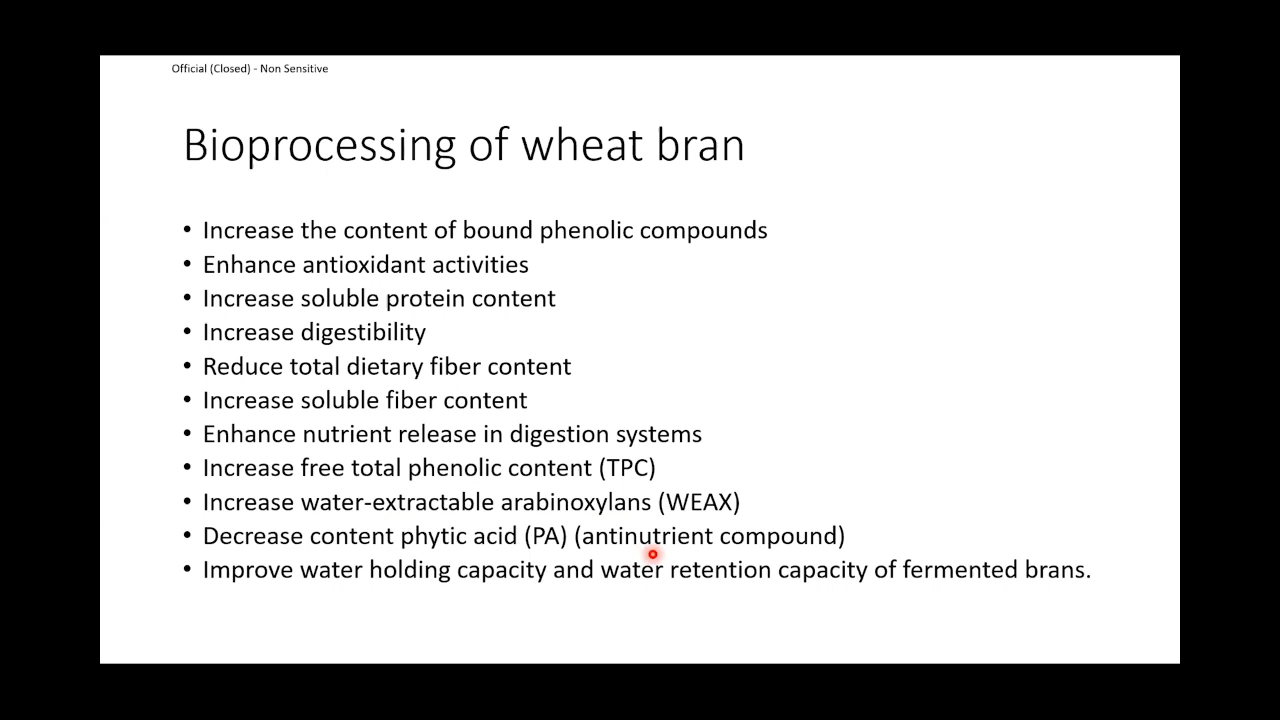 Official (Closed) - Non Sensitive
Bioprocessing of wheat bran
• Increase the content of bound phenolic compounds
• Enhance antioxidant activities
• Increase soluble protein content
• Increase digestibility
• Reduce total dietary fiber content
• Increase soluble fiber content
• Enhance nutrient release in digestion systems
• Increase free total phenolic content (TPC)
• Increase water-extractable arabinoxylans (WEAX)
• Decrease content phytic acid (PA) (antinutrient compound)
• Improve water holding capacity and water retention capacity of fermented brans.